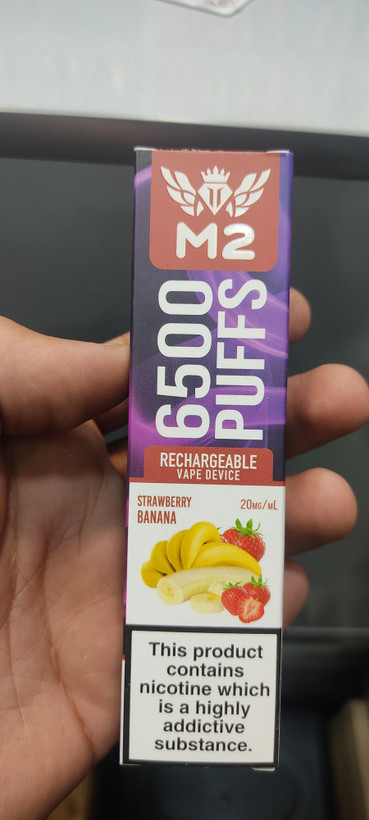 M2
6500
PUFFS
RECHARGEABLE
VAPE DEVICE
STRAWBERRY
BANANA
20MG/ML
This product
contains
nicotine which
is a highly
addictive
substance.